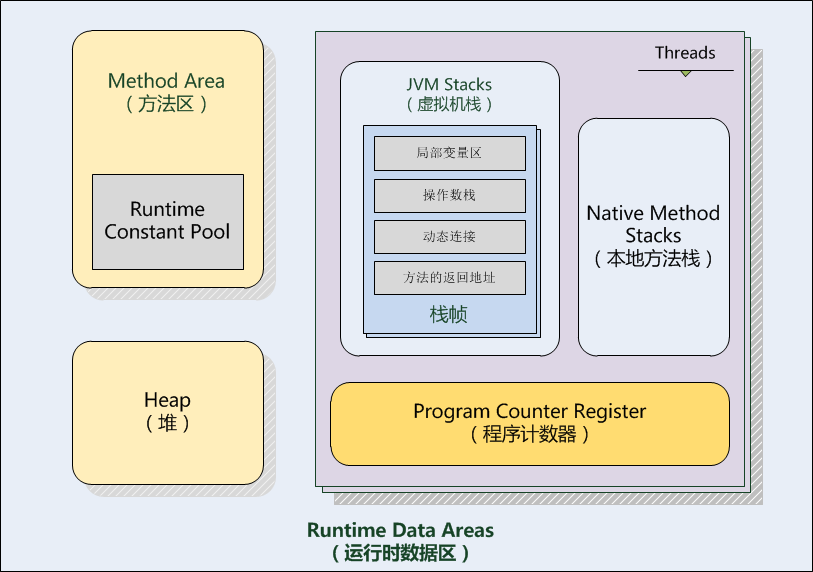 Method Area
（方法区）
Runtime
Constant Pool
Heap
（堆）
Threads
JVM Stacks
（虚拟机栈）
局部变量区
操作数栈
动态连接
方法的返回地址
栈帧
Native Method
Stacks
（本地方法栈）
Program Counter Register
（程序计数器）
Runtime Data Areas
（运行时数据区）